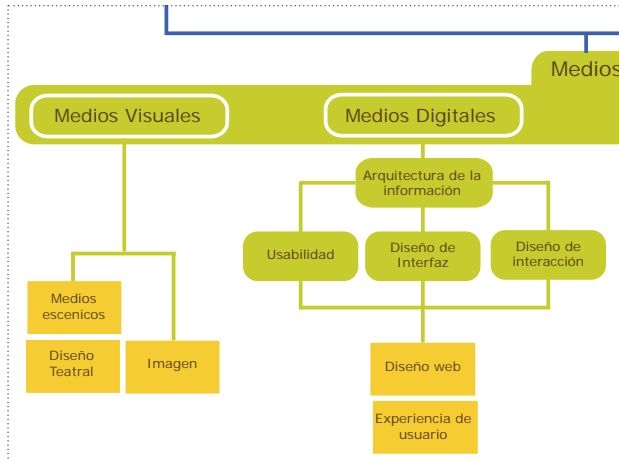 Medios
Medios Visuales
Medios Digitales
Arquitectura de la
información
Usabilidad
Diseño de
Interfaz
Diseño de
interacción
Medios
escenicos
Diseño
Teatral
Imagen
Diseño web
Experiencia de
usuario